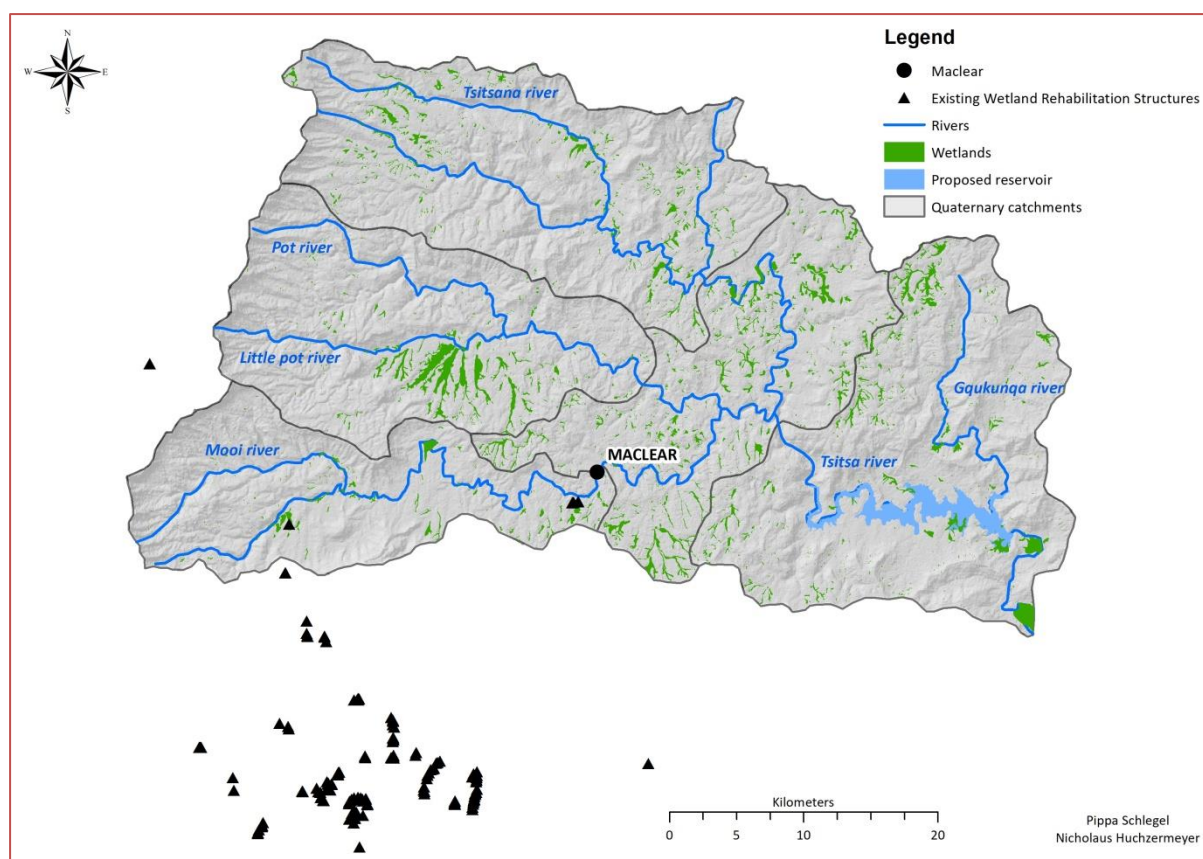 N
W E
S
Legend
Maclear
Existing Wetland Rehabilitation Structures
Rivers
Wetlands
Proposed reservoir
Quaternary catchments
Tsitsana river
Pot river
Little pot river
Gqukunqa river
Mooi river
MACLEAR
Tsitsa river
Kilometers
0 5 10 20
Pippa Schlegel
Nicholaus Huchzermeyer